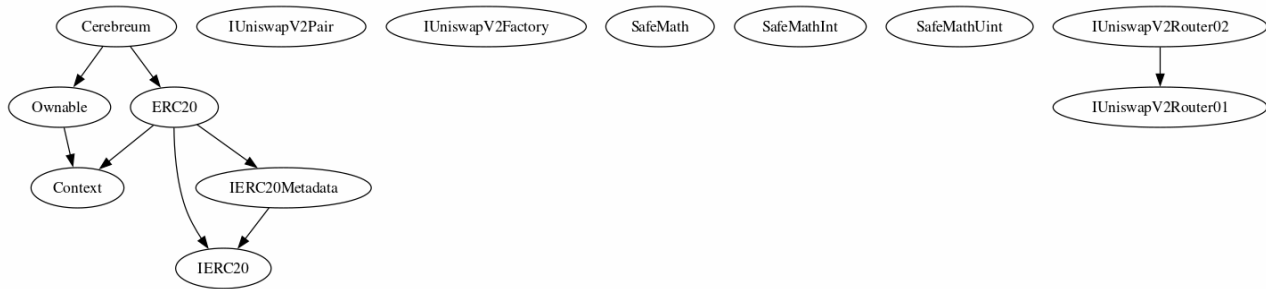 Cerebreum
IUniswapV2Pair
IUniswapV2Factory
SafeMath
SafeMathInt
SafeMathUint
IUniswapV2Router02
Ownable
ERC20
IUniswapV2Router01
Context
IERC20Metadata
IERC20